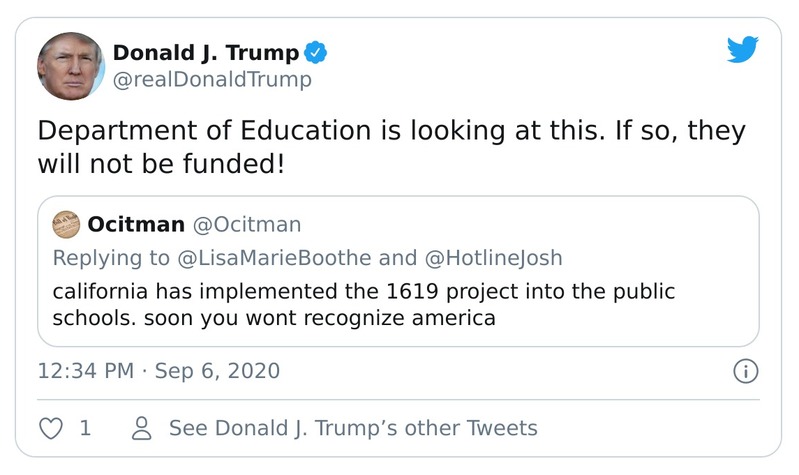 Donald J. Trump
@realDonaldTrump
Department of Education is looking at this. If so, they
will not be funded!
Ocitman @Ocitman
Replying to @LisaMarieBoothe and @HotlineJosh
california has implemented the 1619 project into the public
schools. soon you wont recognize america
12:34 PM · Sep 6, 2020
1
See Donald J. Trump’s other Tweets